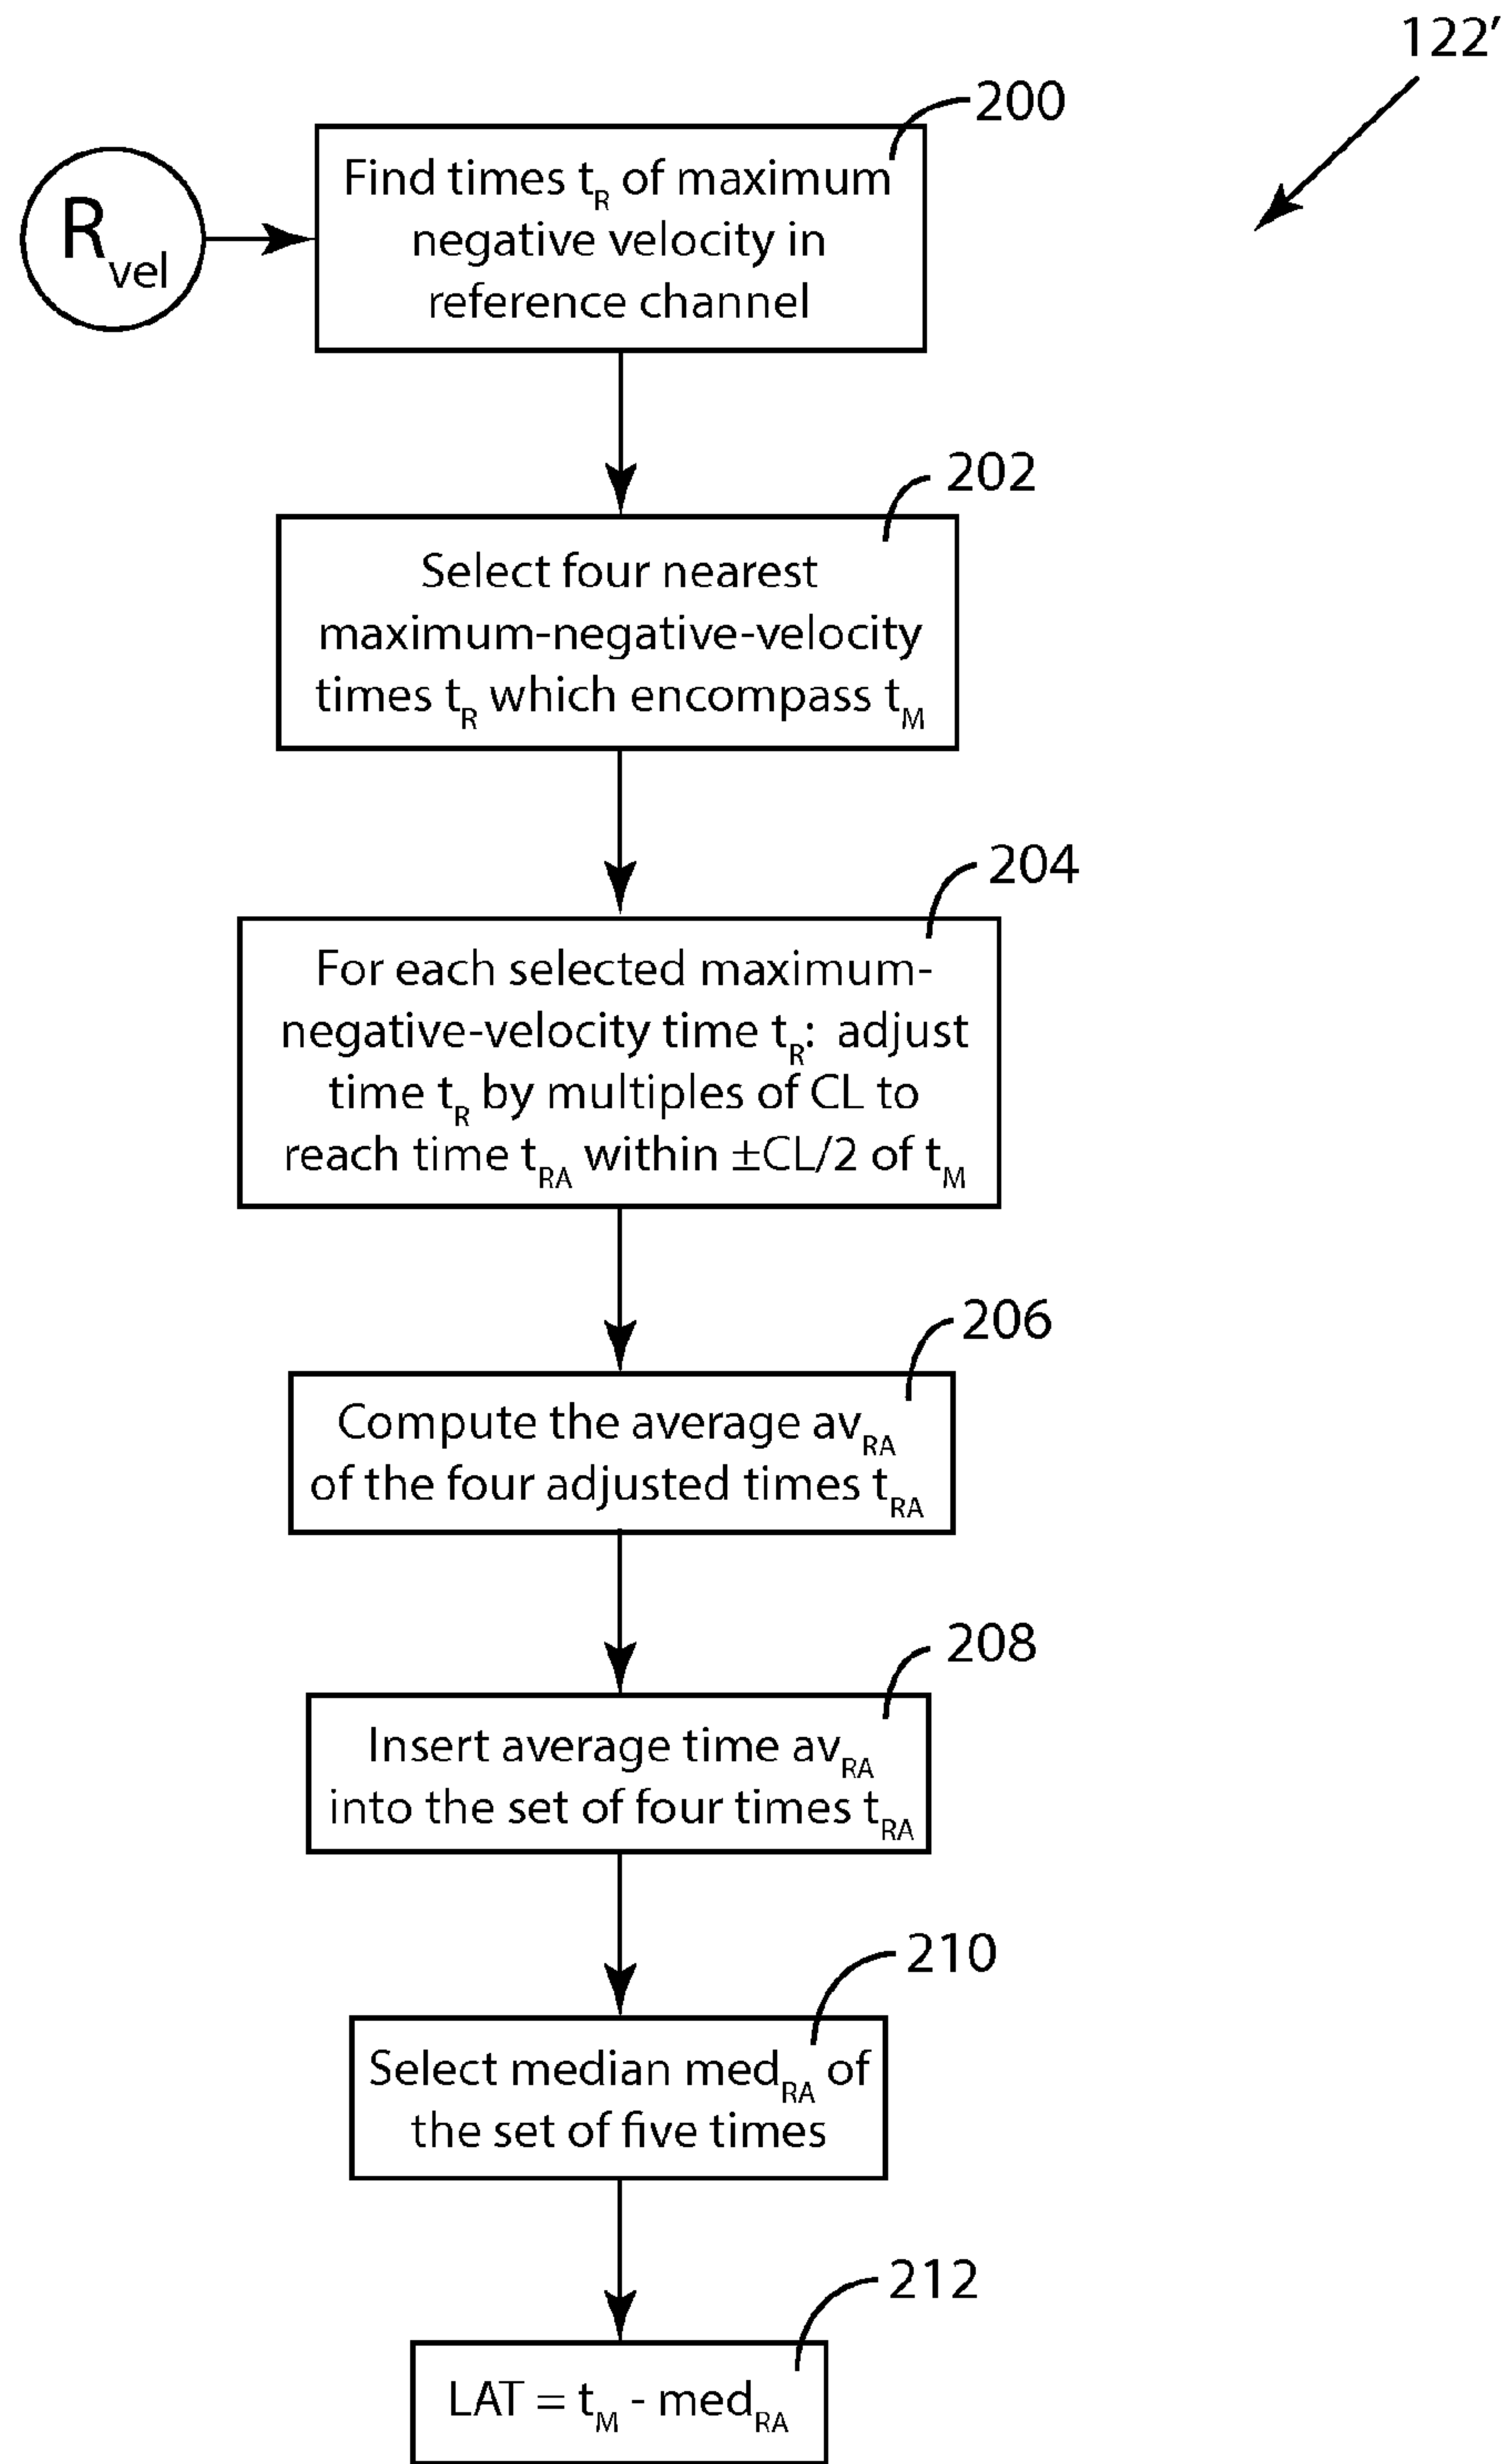 122'
200
R vel
Find times tR of maximum
negative velocity in
reference channel
202
Select four nearest
maximum-negative-velocity
times tR which encompass tM
204
For each selected maximum-
negative-velocity time tR: adjust
time tR by multiples of CL to
reach time tRA within ±CL/2 of tM
206
Compute the average avRA
of the four adjusted times tRA
208
Insert average time avRA
into the set of four times tRA
210
Select median medRA of
the set of five times
212
LAT = tM - medRA